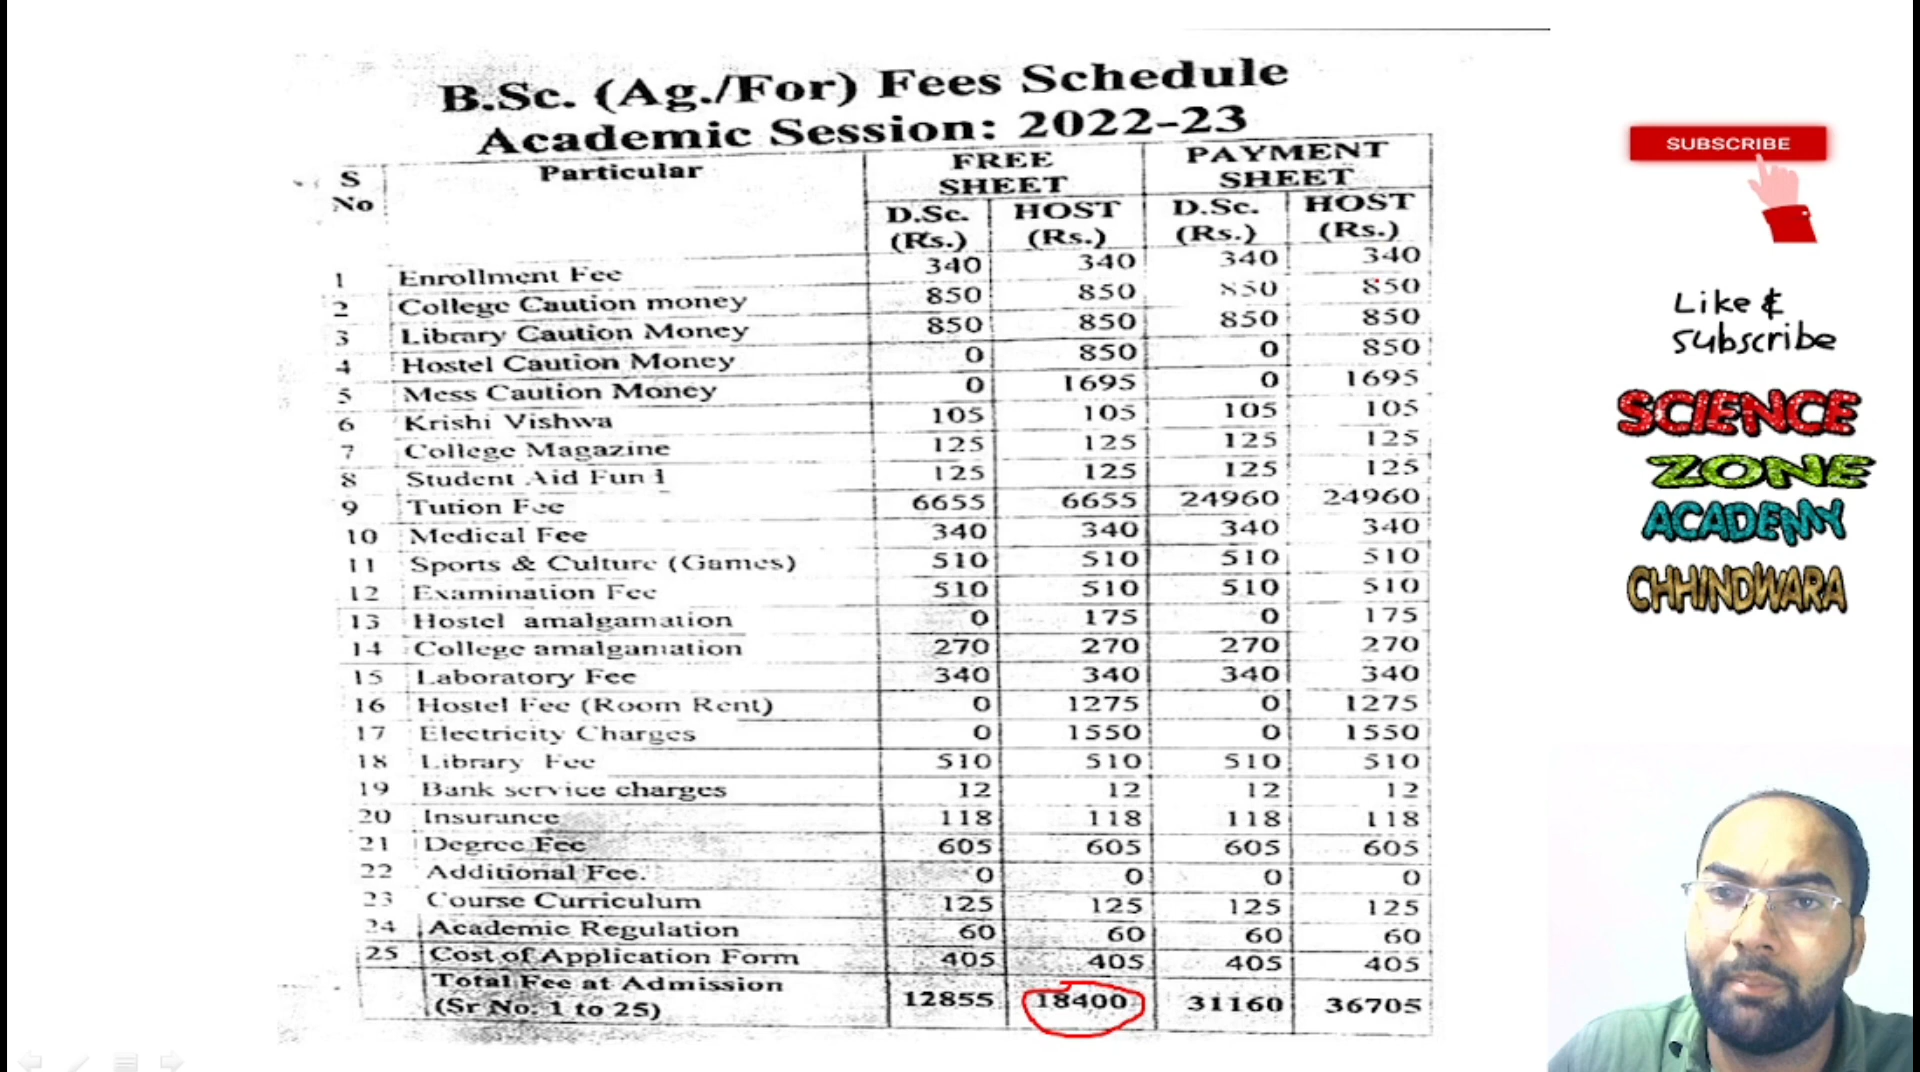 B.Sc. (Ag./For) Fees Schedule
Academic Session: 2022-23
S No Particular FREE SHEET PAYMENT SHEET
D.Sc. (Rs.) HOST (Rs.) D.Sc. (Rs.) HOST (Rs.)
1 Enrollment Fee 340 340 340 340
2 College Caution money 850 850 850 850
3 Library Caution Money 850 850 850 850
4 Hostel Caution Money 0 850 0 850
5 Mess Caution Money 0 1695 0 1695
6 Krishi Vishwa 105 105 105 105
7 College Magazine 125 125 125 125
8 Student Aid Fund 125 125 125 125
9 Tution Fee 6655 6655 24960 24960
10 Medical Fee 340 340 340 340
11 Sports & Culture (Games) 510 510 510 510
12 Examination Fee 510 510 510 510
13 Hostel amalgamation 0 175 0 175
14 College amalgamation 270 270 270 270
15 Laboratory Fee 340 340 340 340
16 Hostel Fee (Room Rent) 0 1275 0 1275
17 Electricity Charges 0 1550 0 1550
18 Library Fee 510 510 510 510
19 Bank service charges 12 12 12 12
20 Insurance 118 118 118 118
21 Degree Fee 605 605 605 605
22 Additional Fee. 0 0 0 0
23 Course Curriculum 125 125 125 125
24 Academic Regulation 60 60 60 60
25 Cost of Application Form 405 405 405 405
Total Fee at Admission
(Sr No. 1 to 25) 12855 18400 31160 36705
SUBSCRIBE
Like &
Subscribe
SCIENCE
ZONE
ACADEMY
CHHINDWARA